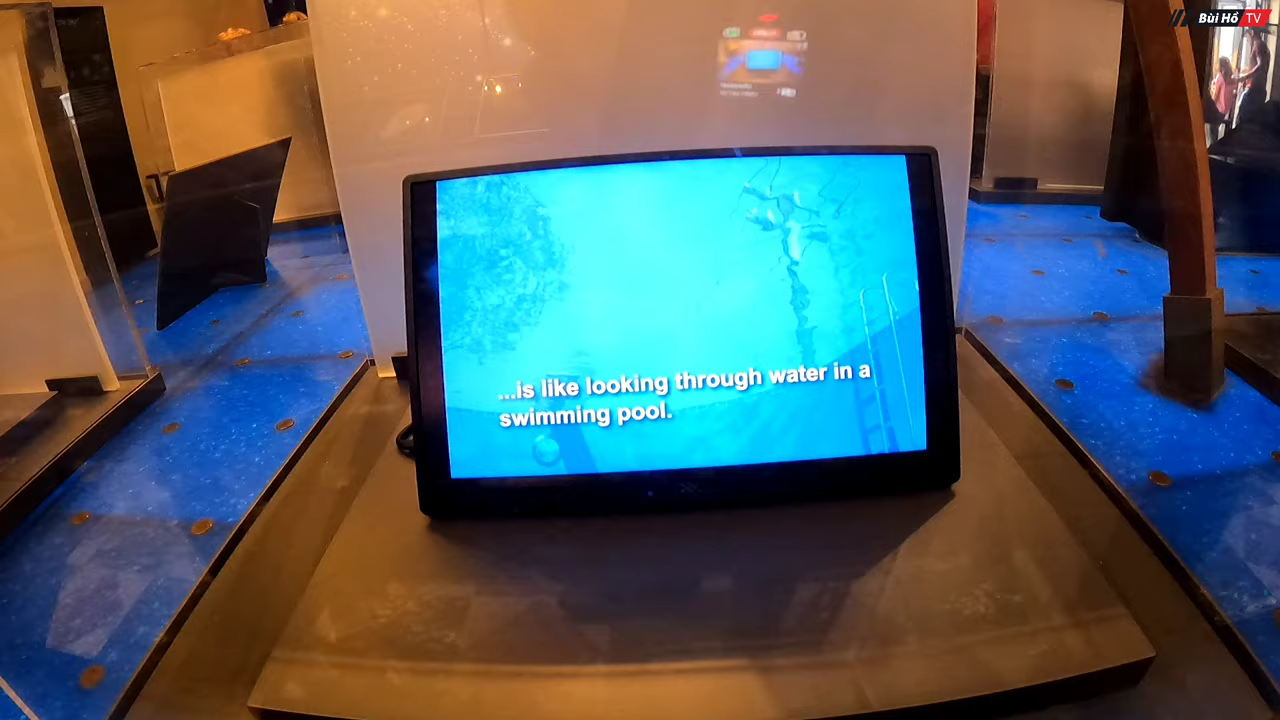 Bùi Hồ TV
...is like looking through water in a
swimming pool.